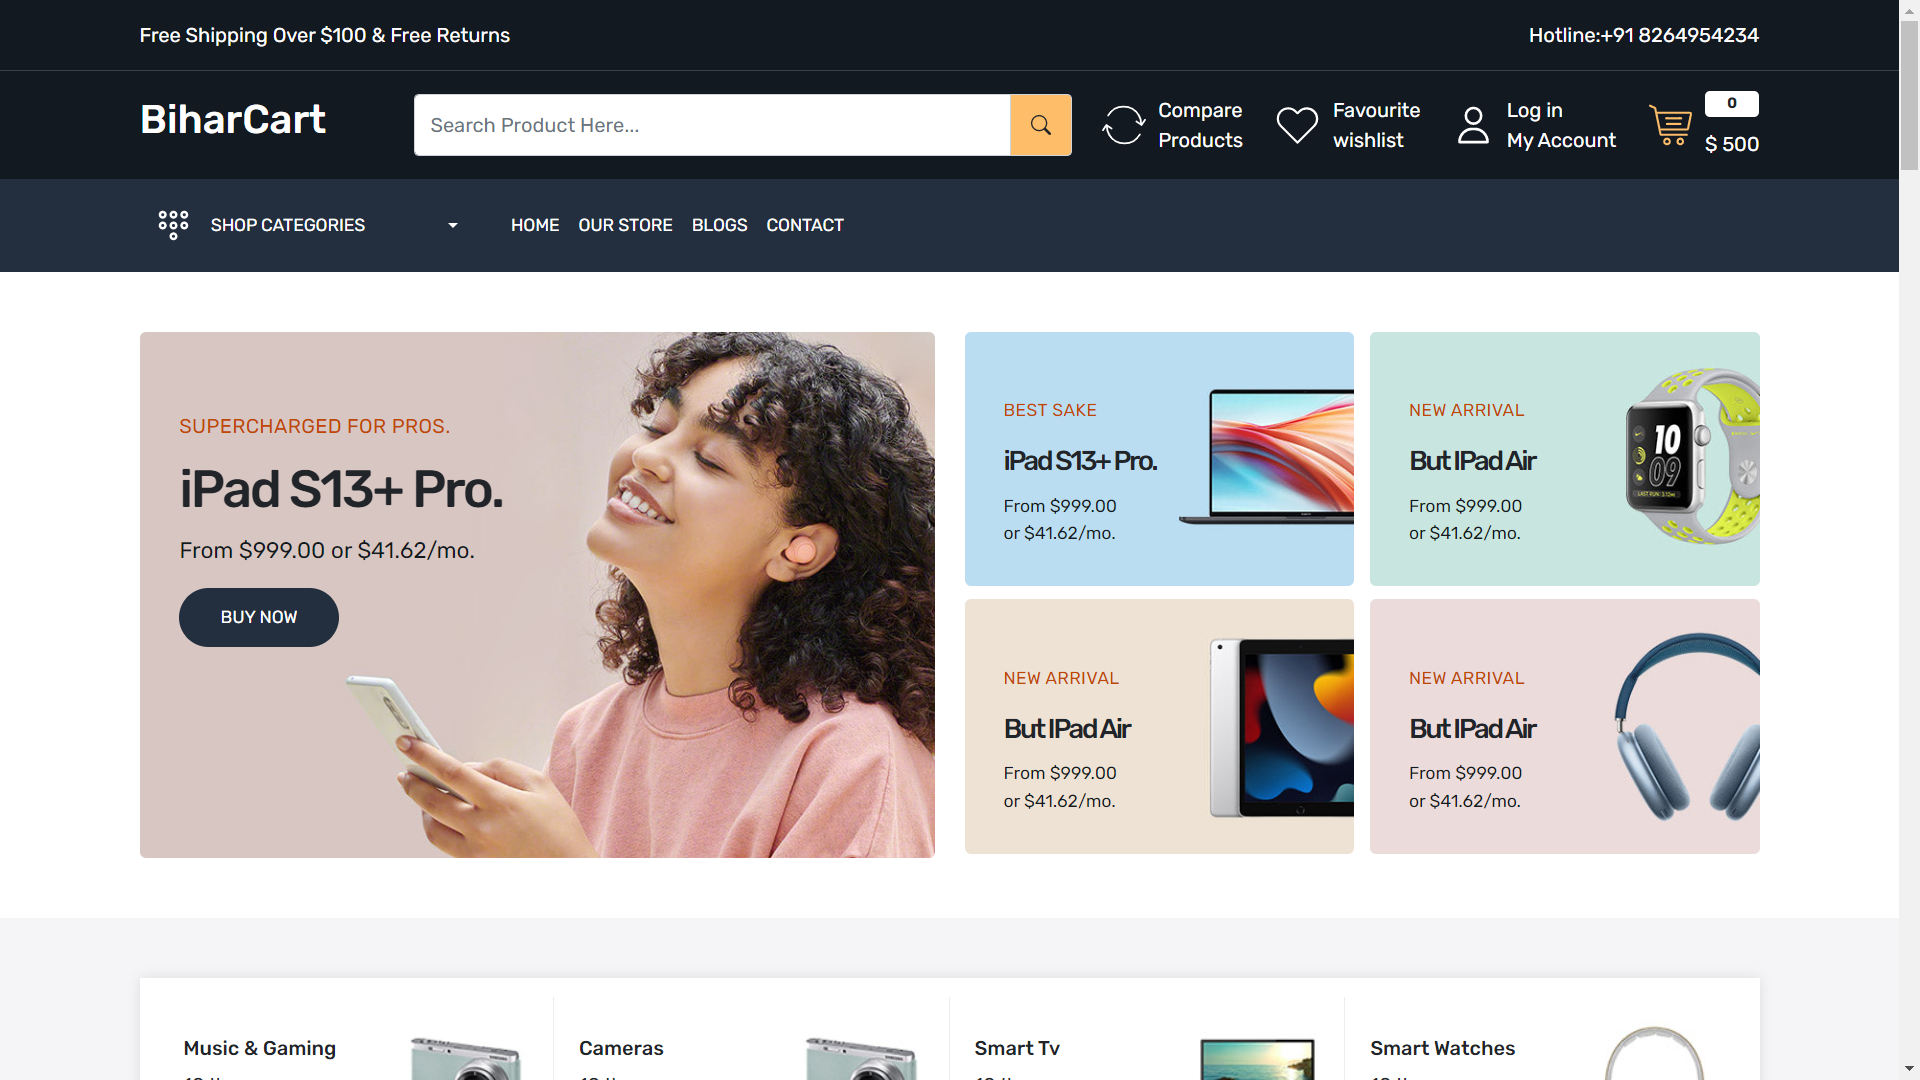 Free Shipping Over $100 & Free Returns
Hotline:+91 8264954234
BiharCart
Search Product Here...
Compare
Products
Favourite
wishlist
Log in
My Account
0
$ 500
SHOP CATEGORIES
HOME
OUR STORE
BLOGS
CONTACT
SUPERCHARGED FOR PROS.
iPad S13+ Pro.
From $999.00 or $41.62/mo.
BUY NOW
BEST SAKE
iPad S13+ Pro.
From $999.00
or $41.62/mo.
NEW ARRIVAL
But IPad Air
From $999.00
or $41.62/mo.
10
09
NEW ARRIVAL
But IPad Air
From $999.00
or $41.62/mo.
NEW ARRIVAL
But IPad Air
From $999.00
or $41.62/mo.
Music & Gaming
Cameras
Smart Tv
Smart Watches